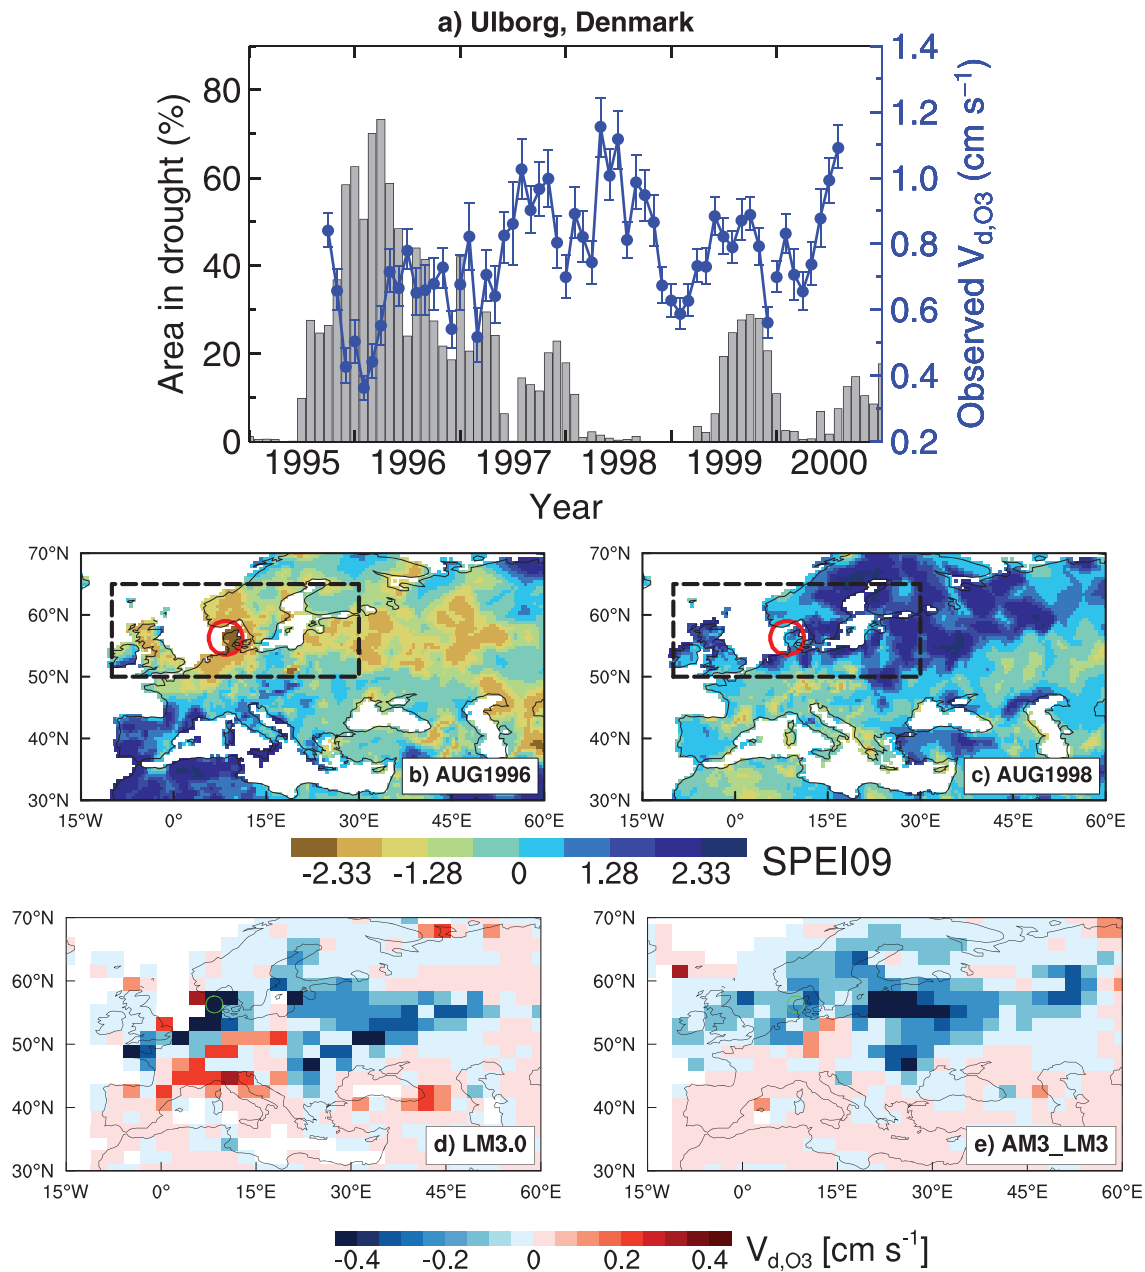 a) Ulborg, Denmark
80
60
40
20
0
Area in drought (%)
1.4
1.2
1.0
0.8
0.6
0.4
0.2
Observed V_d,O3 (cm s⁻¹)
1995 1996 1997 1998 1999 2000
Year
70°N
60°N
50°N
40°N
30°N
15°W 0° 15°E 30°E 45°E 60°E
b) AUG1996
70°N
60°N
50°N
40°N
30°N
15°W 0° 15°E 30°E 45°E 60°E
c) AUG1998
-2.33 -1.28 0 1.28 2.33 SPEI09
70°N
60°N
50°N
40°N
30°N
15°W 0° 15°E 30°E 45°E 60°E
d) LM3.0
70°N
60°N
50°N
40°N
30°N
15°W 0° 15°E 30°E 45°E 60°E
e) AM3_LM3
-0.4 -0.2 0 0.2 0.4 V_d,O3 [cm s⁻¹]